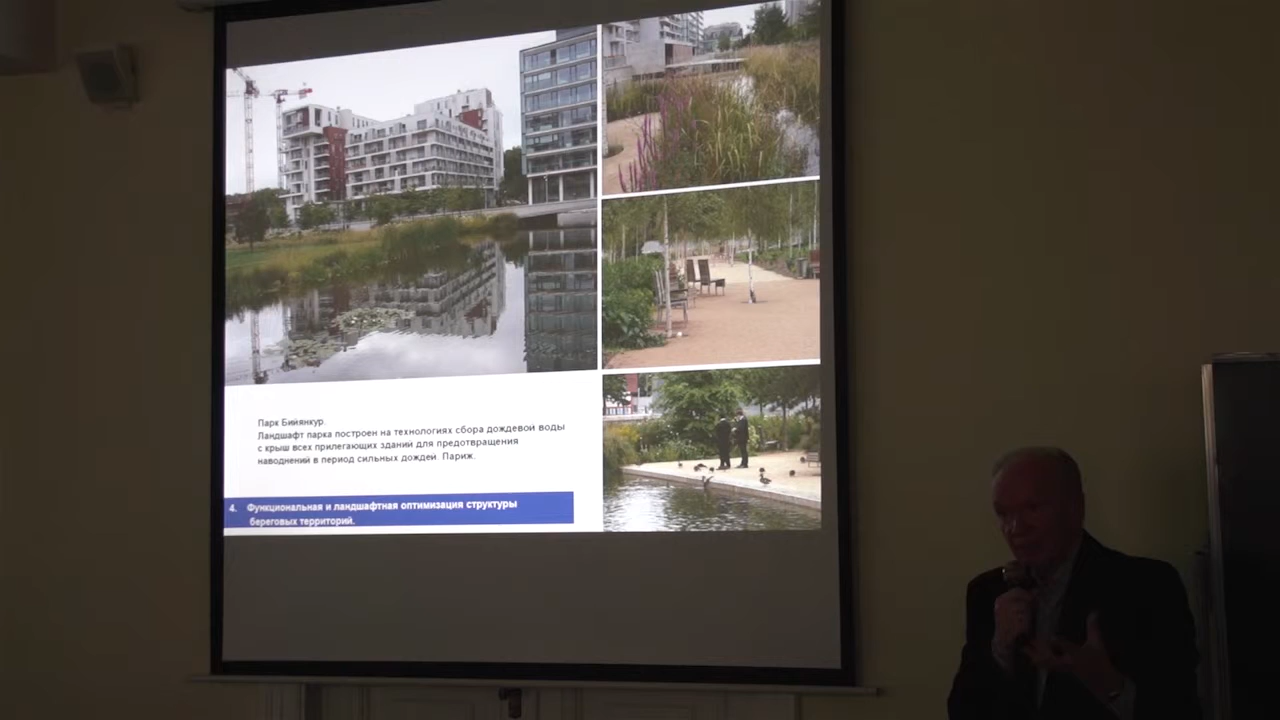 Парк Бийянкур.
Ландшафт парка построен на технологиях сбора дождевой воды
с крыш всех прилегающих зданий для предотвращения
наводнений в период сильных дождей. Париж.
4. Функциональная и ландшафтная оптимизация структуры
береговых территорий.